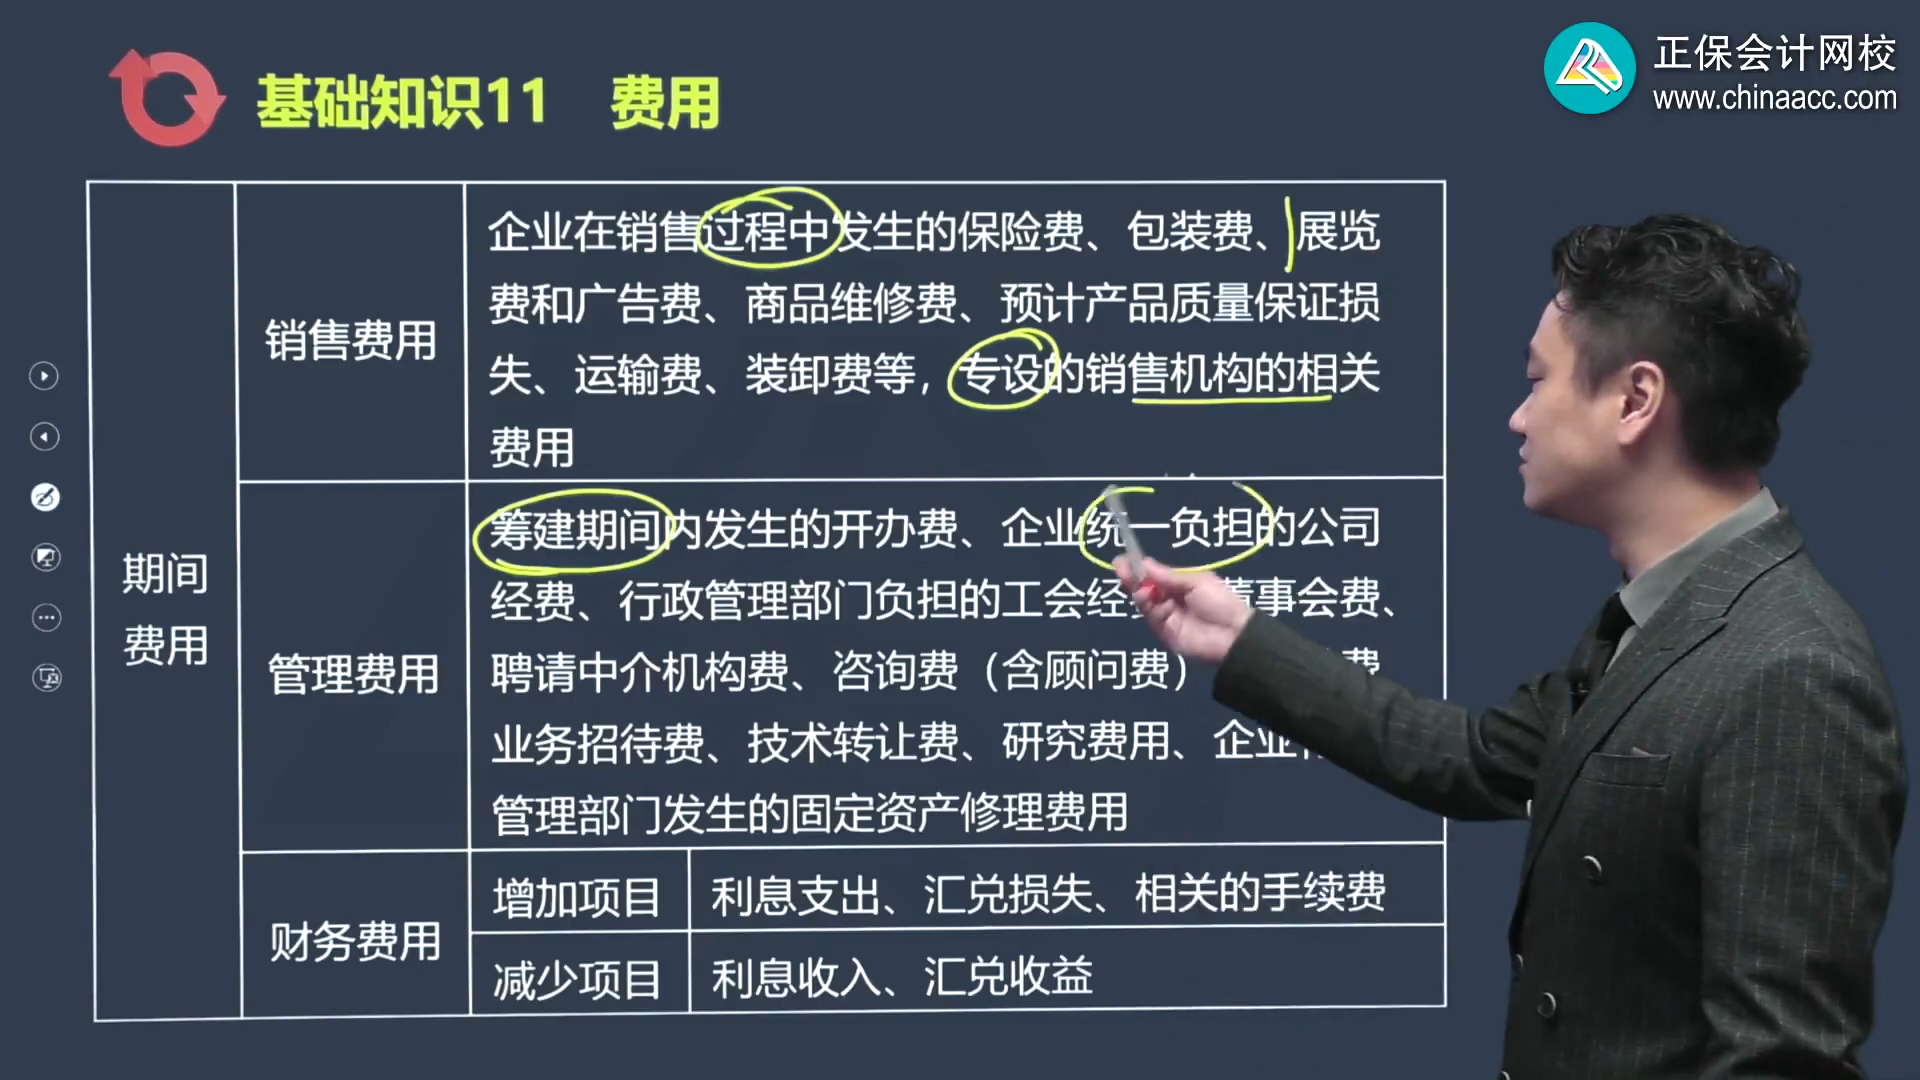 正保会计网校
www.chinaacc.com
基础知识11 费用
期间
费用
销售费用
企业在销售过程中发生的保险费、包装费、展览
费和广告费、商品维修费、预计产品质量保证损
失、运输费、装卸费等，专设的销售机构的相关
费用
管理费用
筹建期间内发生的开办费、企业统一负担的公司
经费、行政管理部门负担的工会经 董事会费、
聘请中介机构费、咨询费（含顾问费） 费
业务招待费、技术转让费、研究费用、企业
管理部门发生的固定资产修理费用
财务费用
增加项目
利息支出、汇兑损失、相关的手续费
减少项目
利息收入、汇兑收益